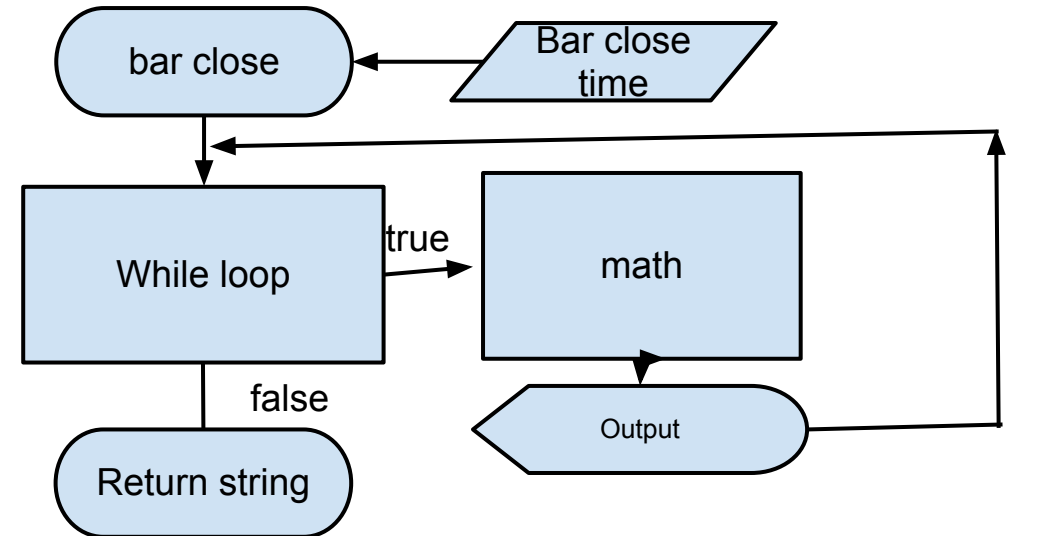 bar close
Bar close
time
true
While loop
math
false
Output
Return string